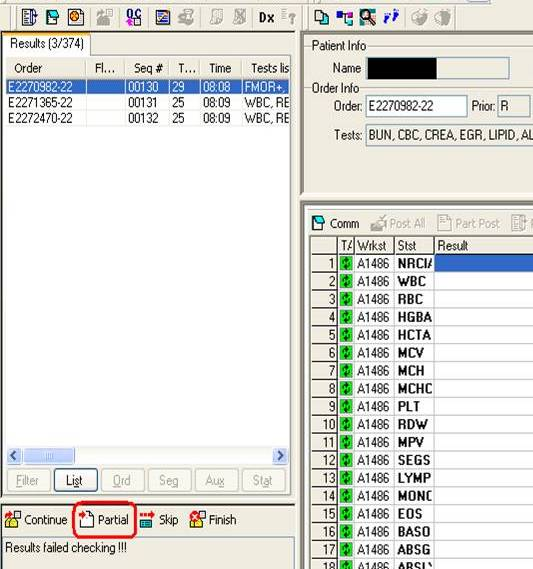 QC Dx ?
Results (3/374)
Order Fl... Seq # T... Time Tests lis
E2270982-22 00130 29 08:08 FMOR+,
E2271365-22 00131 25 08:09 WBC, RE
E2272470-22 00132 25 08:09 WBC, RE
Filter List Ord Seg Aux Stat
Continue Partial Skip Finish
Results failed checking !!!
Patient Info
Name
Order Info
Order: E2270982-22 Prior: R
Tests: BUN, CBC, CREA, EGR, LIPID, AL
Comm Post All Part Post
TA Wrkst Stst Result
1 A1486 NRCIA
2 A1486 WBC
3 A1486 RBC
4 A1486 HGBA
5 A1486 HCTA
6 A1486 MCV
7 A1486 MCH
8 A1486 MCHC
9 A1486 PLT
10 A1486 RDW
11 A1486 MPV
12 A1486 SEGS
13 A1486 LYMP
14 A1486 MONO
15 A1486 EOS
16 A1486 BASO
17 A1486 ABSG
18 A1486 ABSL